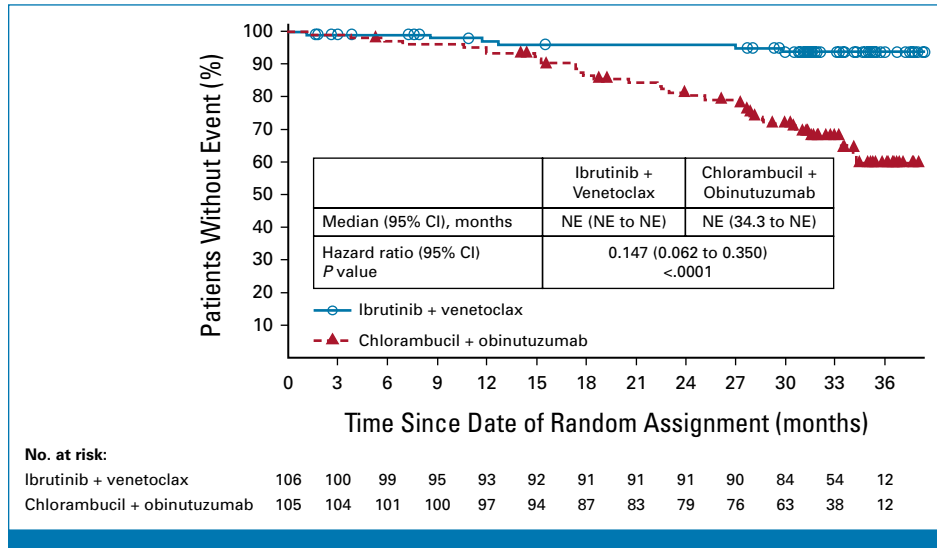 Patients Without Event (%)
100
90
80
70
60
50
40
30
20
10
Ibrutinib +
Venetoclax
Chlorambucil +
Obinutuzumab
Median (95% CI), months
NE (NE to NE)
NE (34.3 to NE)
Hazard ratio (95% CI)
0.147 (0.062 to 0.350)
P value
<.0001
Ibrutinib + venetoclax
Chlorambucil + obinutuzumab
0 3 6 9 12 15 18 21 24 27 30 33 36
Time Since Date of Random Assignment (months)
No. at risk:
Ibrutinib + venetoclax 106 100 99 95 93 92 91 91 91 90 84 54 12
Chlorambucil + obinutuzumab 105 104 101 100 97 94 87 83 79 76 63 38 12